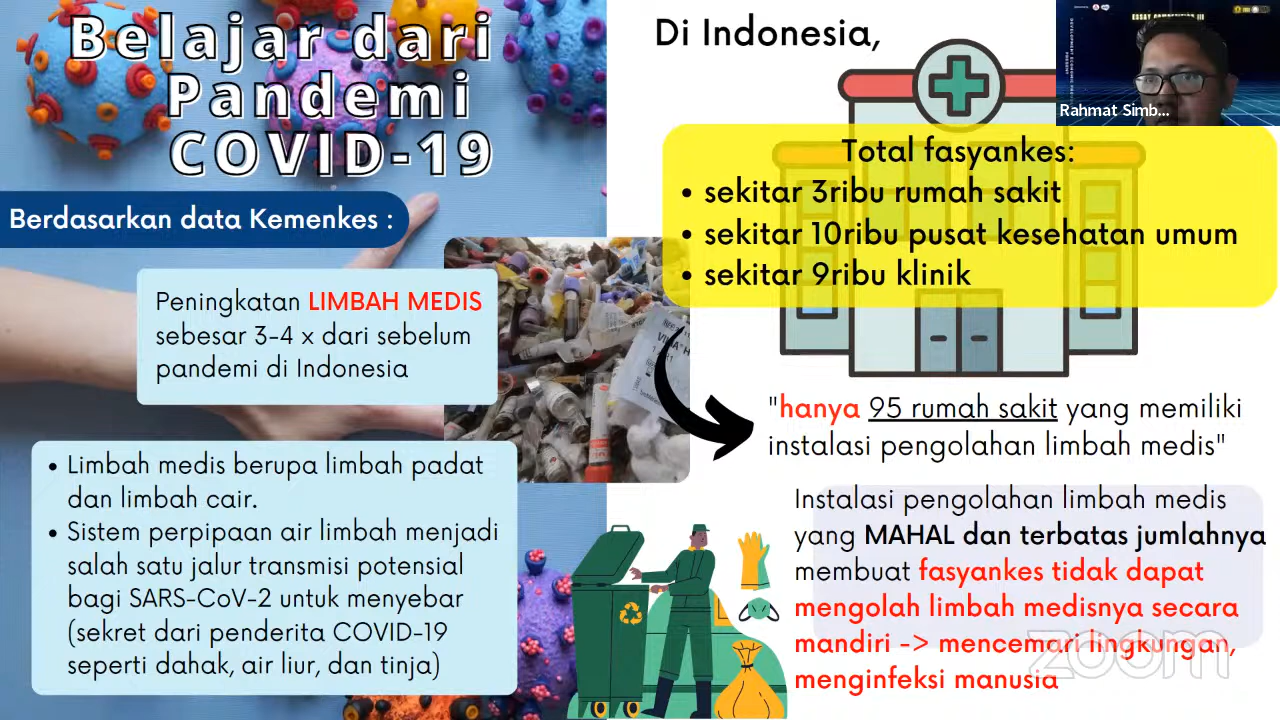 Belajar dari
Pandemi
COVID-19
Berdasarkan data Kemenkes :
Peningkatan LIMBAH MEDIS
sebesar 3-4 x dari sebelum
pandemi di Indonesia
• Limbah medis berupa limbah padat
dan limbah cair.
• Sistem perpipaan air limbah menjadi
salah satu jalur transmisi potensial
bagi SARS-CoV-2 untuk menyebar
(sekret dari penderita COVID-19
seperti dahak, air liur, dan tinja)
Di Indonesia,
Total fasyankes:
• sekitar 3ribu rumah sakit
• sekitar 10ribu pusat kesehatan umum
• sekitar 9ribu klinik
"hanya 95 rumah sakit yang memiliki
instalasi pengolahan limbah medis"
Instalasi pengolahan limbah medis
yang MAHAL dan terbatas jumlahnya
membuat fasyankes tidak dapat
mengolah limbah medisnya secara
mandiri -> mencemari lingkungan,
menginfeksi manusia
Rahmat Simb...
zoom